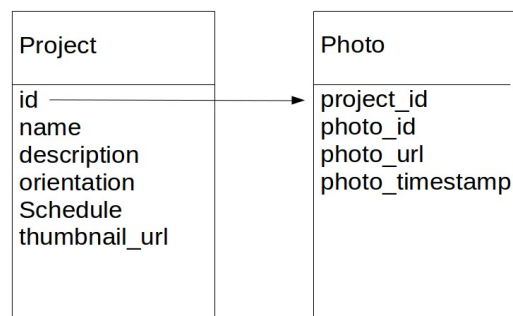 Project
id
name
description
orientation
Schedule
thumbnail_url
Photo
project_id
photo_id
photo_url
photo_timestamp